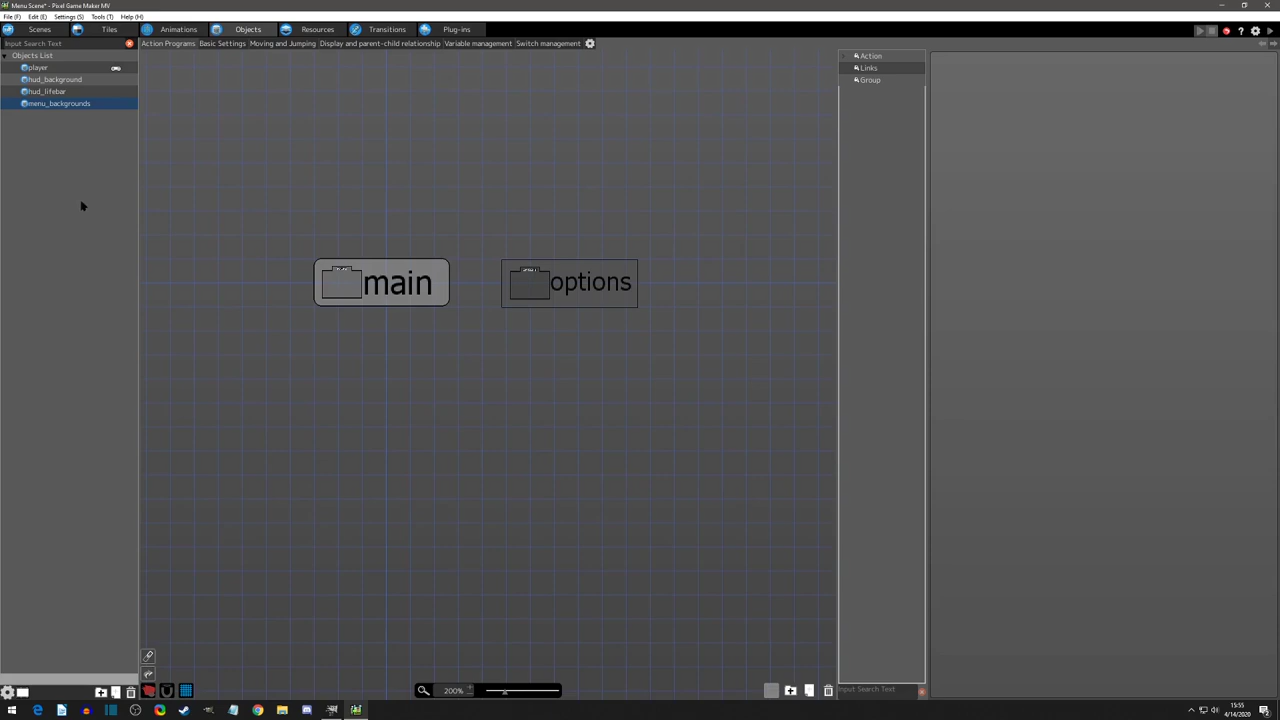 Menu Scene* - Pixel Game Maker MV
File (F) Edit (E) Settings (S) Tools (T) Help (H)
Scenes Tiles Animations Objects Resources Transitions Plug-ins
Input Search Text Action Programs Basic Settings Moving and Jumping Display and parent-child relationship Variable management Switch management
Objects List Action
player Links
hud_background Group
hud_lifebar
menu_backgrounds
main options
200% Input Search Text
15:55
4/14/2020